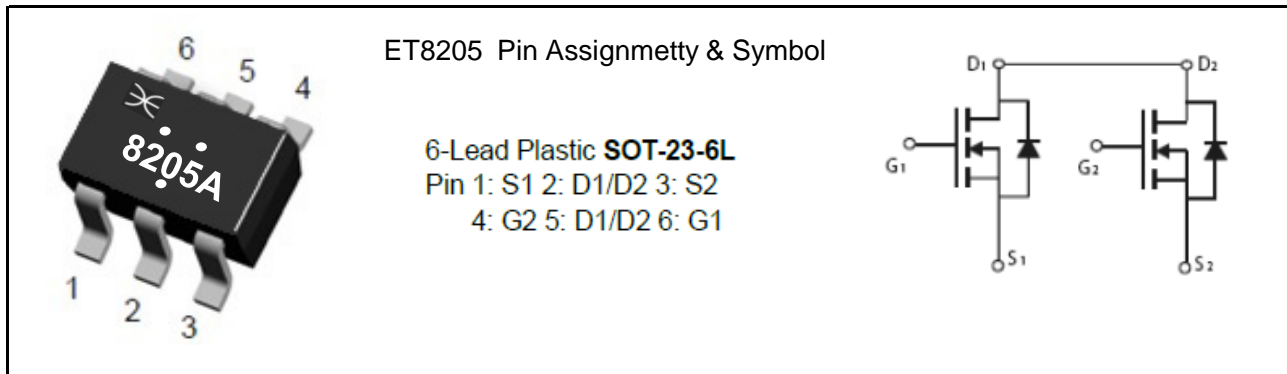 ET8205 Pin Assignmetty & Symbol
6
5
4
8205A
1
2
3
6-Lead Plastic SOT-23-6L
Pin 1: S1 2: D1/D2 3: S2
4: G2 5: D1/D2 6: G1
D1
D2
G1
G2
S1
S2